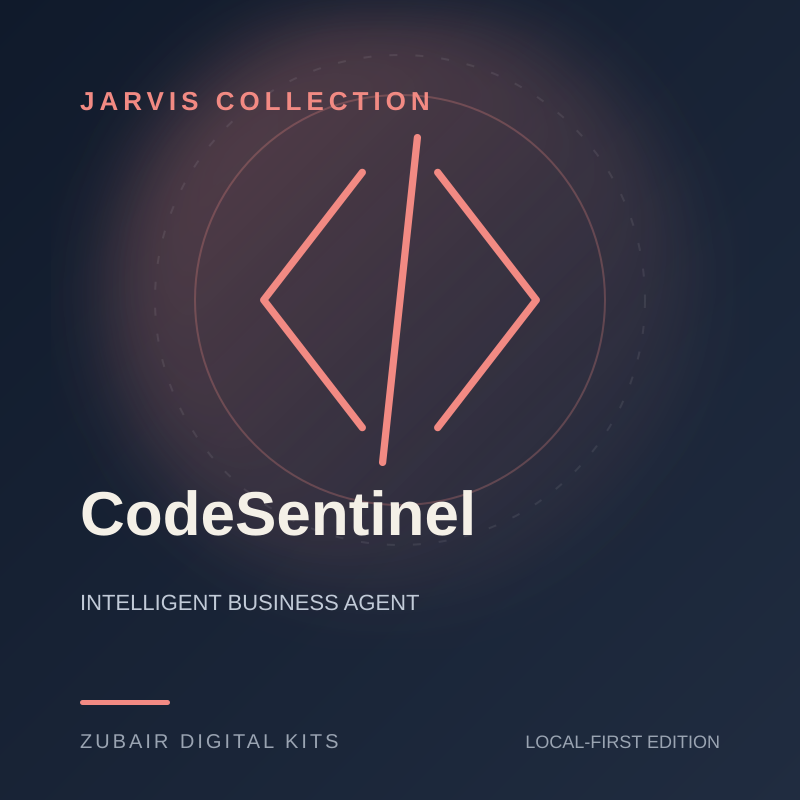 JARVIS COLLECTION
CodeSentinel
INTELLIGENT BUSINESS AGENT
ZUBAIR DIGITAL KITS
LOCAL-FIRST EDITION